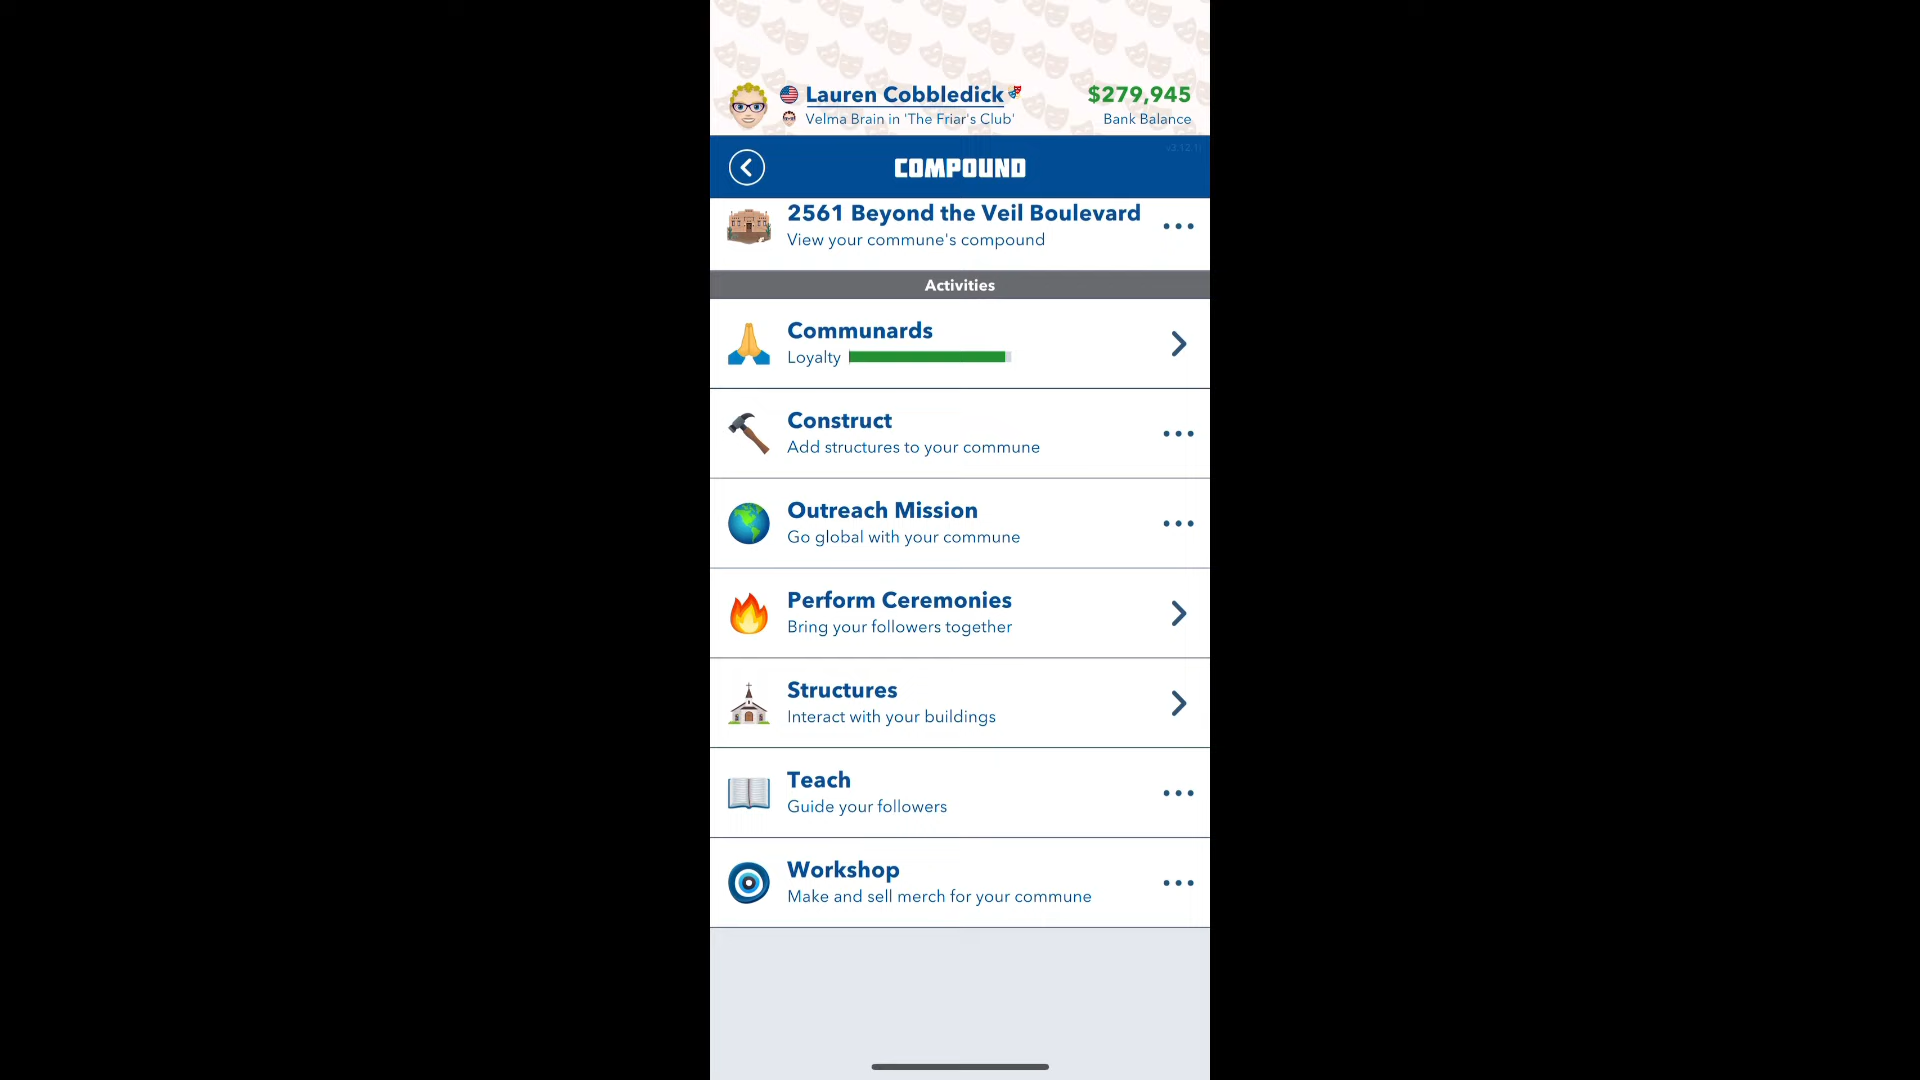 Lauren Cobbledick
$279,945
Velma Brain in 'The Friar's Club'
Bank Balance
v3.12.1
COMPOUND
2561 Beyond the Veil Boulevard
View your commune's compound
Activities
Communards
Loyalty
Construct
Add structures to your commune
Outreach Mission
Go global with your commune
Perform Ceremonies
Bring your followers together
Structures
Interact with your buildings
Teach
Guide your followers
Workshop
Make and sell merch for your commune